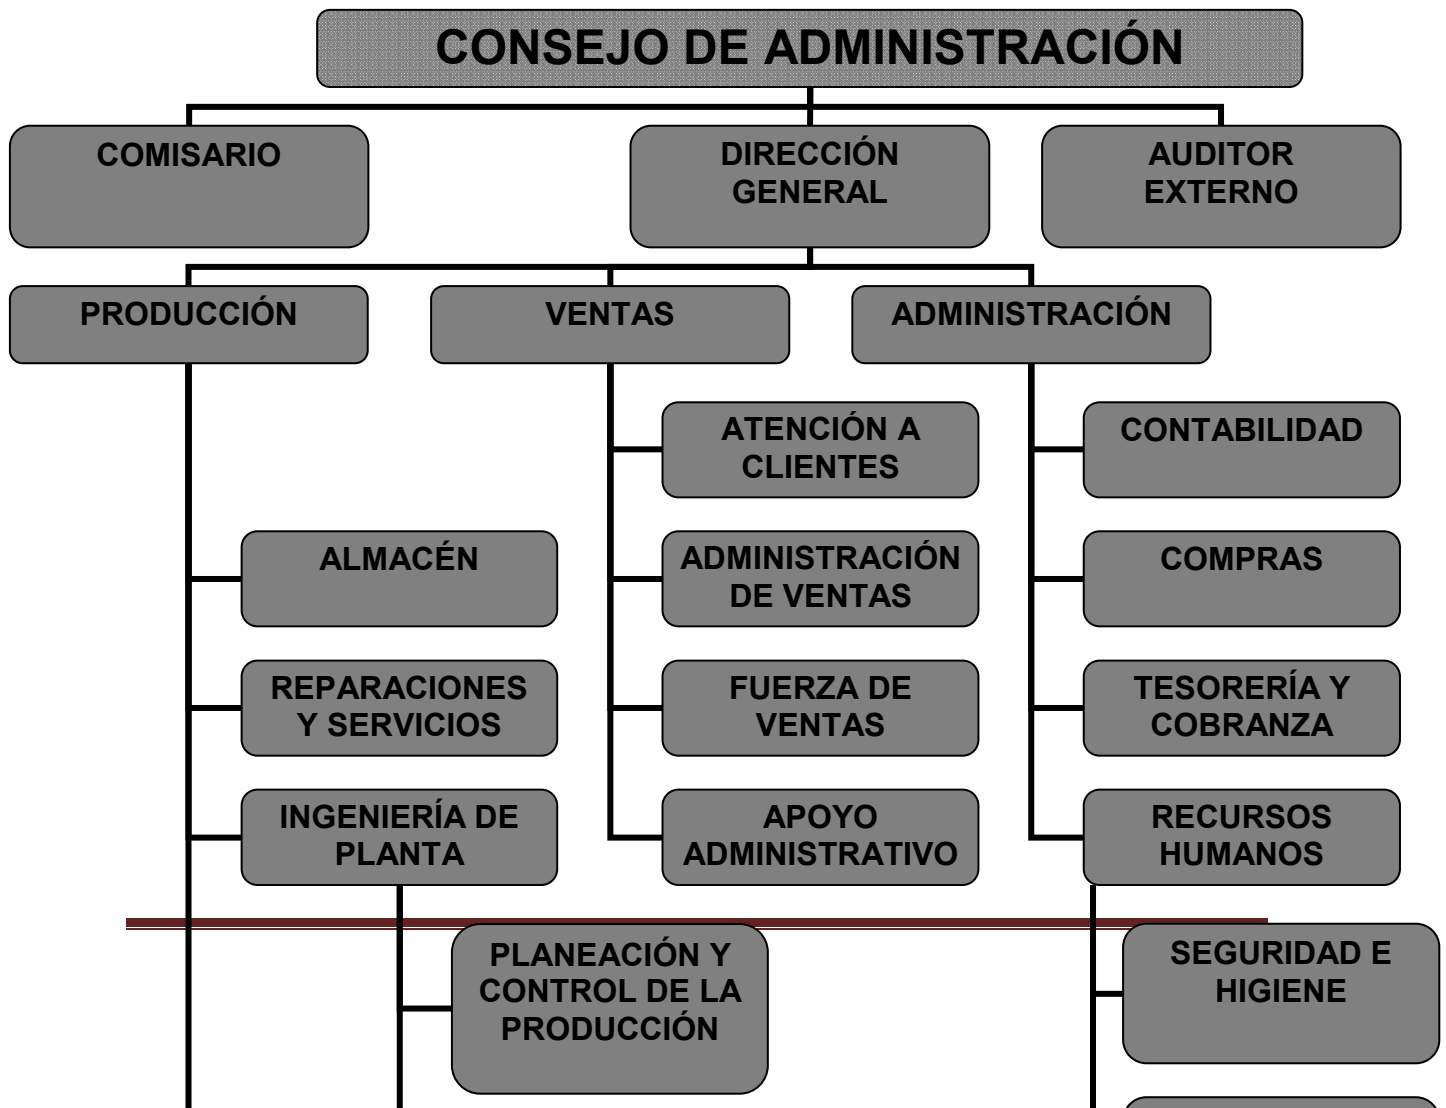 CONSEJO DE ADMINISTRACIÓN
COMISARIO
DIRECCIÓN
GENERAL
AUDITOR
EXTERNO
PRODUCCIÓN
VENTAS
ADMINISTRACIÓN
ATENCIÓN A
CLIENTES
CONTABILIDAD
ALMACÉN
ADMINISTRACIÓN
DE VENTAS
COMPRAS
REPARACIONES
Y SERVICIOS
FUERZA DE
VENTAS
TESORERÍA Y
COBRANZA
INGENIERÍA DE
PLANTA
APOYO
ADMINISTRATIVO
RECURSOS
HUMANOS
PLANEACIÓN Y
CONTROL DE LA
PRODUCCIÓN
SEGURIDAD E
HIGIENE